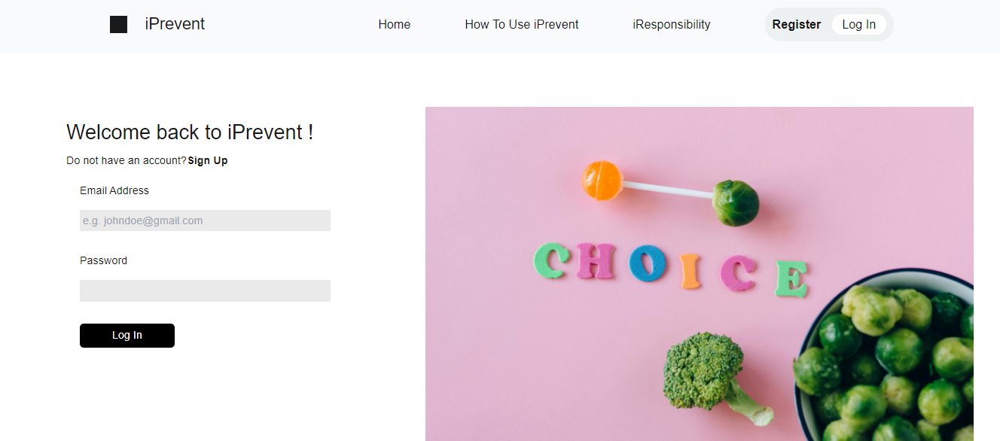 iPrevent
Home
How To Use iPrevent
iResponsibility
Register
Log In
Welcome back to iPrevent !
Do not have an account? Sign Up
Email Address
e.g. johndoe@gmail.com
Password
Log In
CHOICE